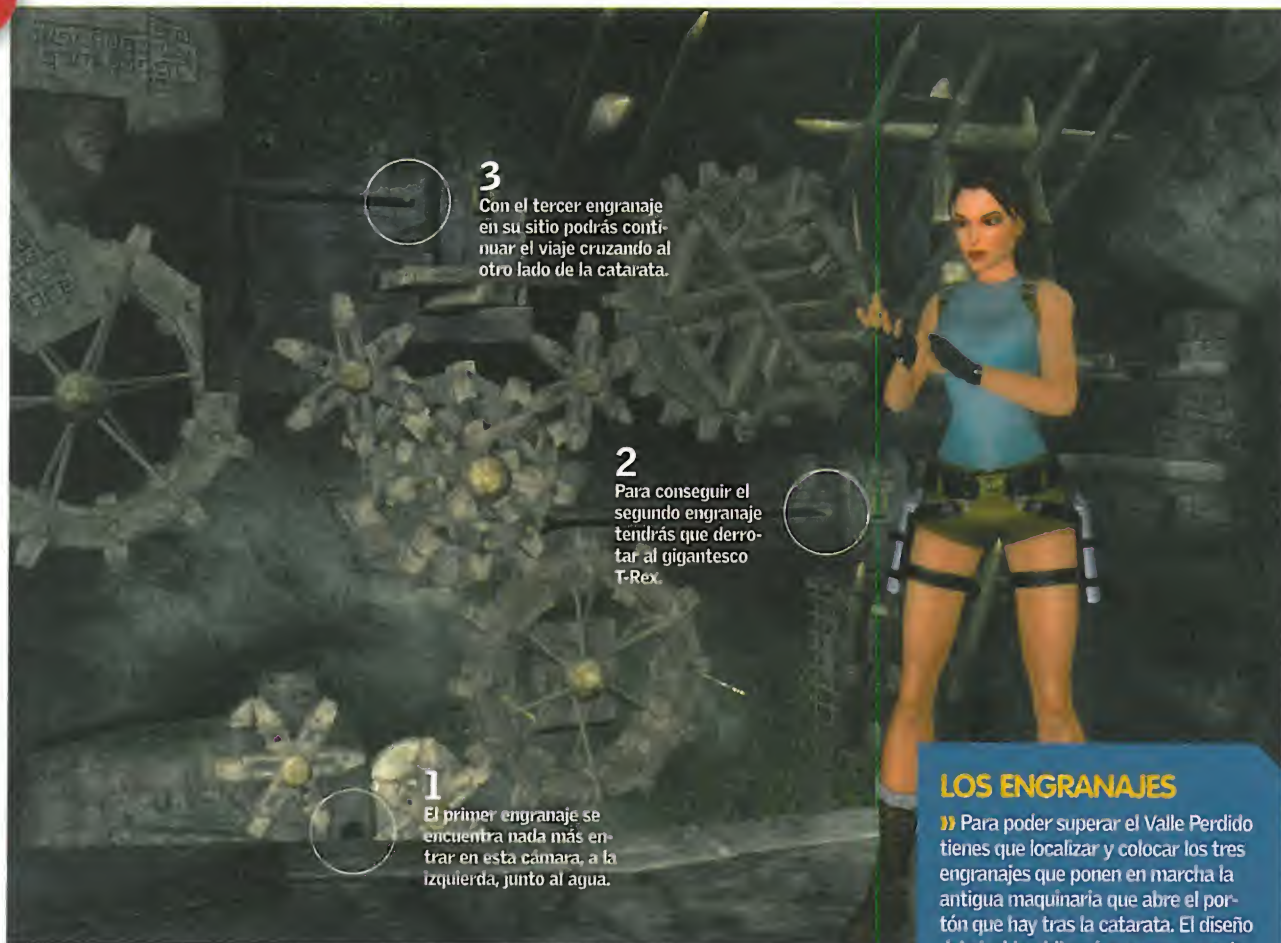 3
Con el tercer engranaje
en su sitio podrás conti-
nuar el viaje cruzando al
otro lado de la catarata.
2
Para conseguir el
segundo engranaje
tendrás que derro-
tar al gigantesco
T-Rex.
1
El primer engranaje se
encuentra nada más en-
trar en esta cámara, a la
izquierda, junto al agua.
LOS ENGRANAJES
» Para poder superar el Valle Perdido
tienes que localizar y colocar los tres
engranajes que ponen en marcha la
antigua maquinaria que abre el por-
tón que hay tras la catarata. El diseño